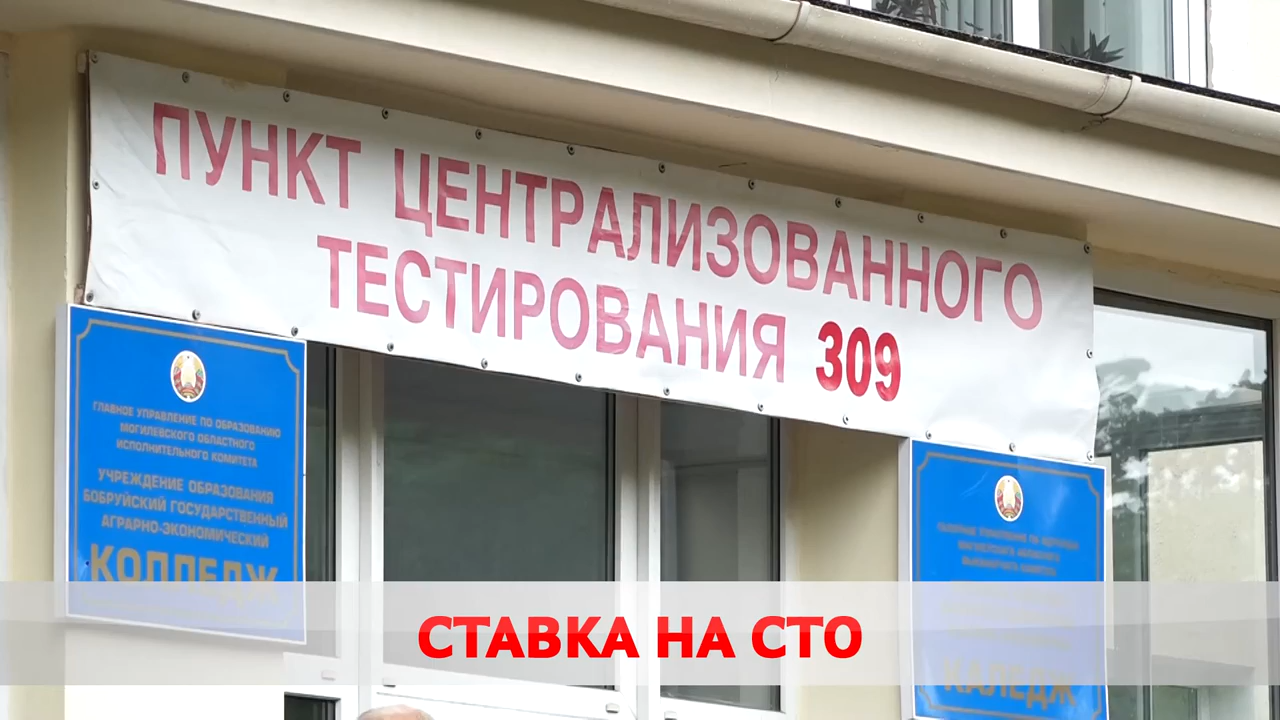 ПУНКТ ЦЕНТРАЛИЗОВАННОГО
ТЕСТИРОВАНИЯ 309
ГЛАВНОЕ УПРАВЛЕНИЕ ПО ОБРАЗОВАНИЮ
МОГИЛЕВСКОГО ОБЛАСТНОГО
ИСПОЛНИТЕЛЬНОГО КОМИТЕТА
УЧРЕЖДЕНИЕ ОБРАЗОВАНИЯ
БОБРУЙСКИЙ ГОСУДАРСТВЕННЫЙ
АГРАРНО-ЭКОНОМИЧЕСКИЙ
КОЛЛЕДЖ
КАЛЕДЖ
СТАВКА НА СТО